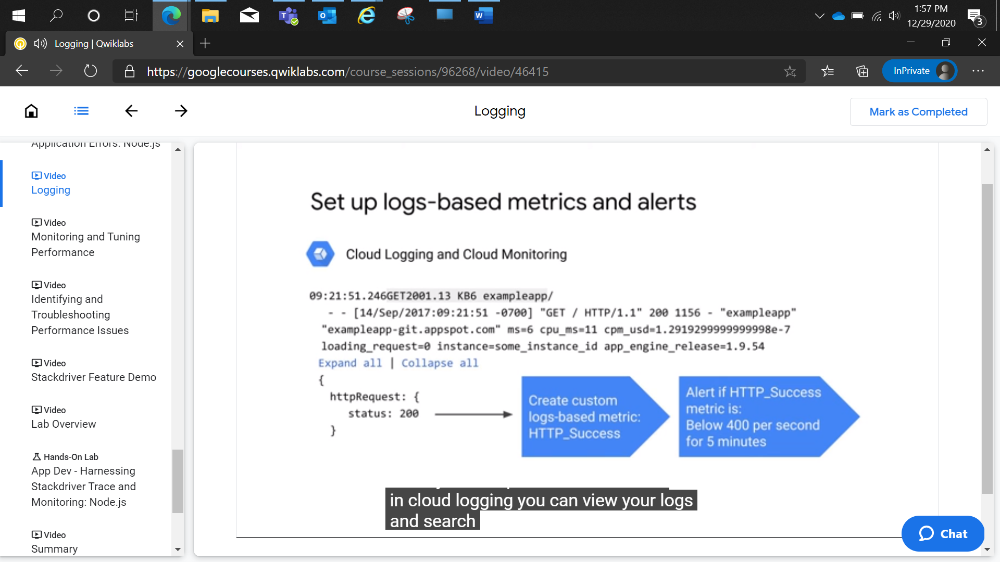 1:57 PM
12/29/2020
3
Logging | Qwiklabs
https://googlecourses.qwiklabs.com/course_sessions/96268/video/46415
InPrivate
Logging
Mark as Completed
Application Errors: Node.js
Video
Logging
Video
Monitoring and Tuning
Performance
Video
Identifying and
Troubleshooting
Performance Issues
Video
Stackdriver Feature Demo
Video
Lab Overview
Hands-On Lab
App Dev - Harnessing
Stackdriver Trace and
Monitoring: Node.js
Video
Summary
Set up logs-based metrics and alerts
Cloud Logging and Cloud Monitoring
09:21:51.246GET2001.13 KB6 exampleapp/
- - [14/Sep/2017:09:21:51 -0700] "GET / HTTP/1.1" 200 1156 - "exampleapp"
"exampleapp-git.appspot.com" ms=6 cpu_ms=11 cpm_usd=1.2919299999999998e-7
loading_request=0 instance=some_instance_id app_engine_release=1.9.54
Expand all | Collapse all
{
httpRequest: {
status: 200
}
Create custom
logs-based metric:
HTTP_Success
Alert if HTTP_Success
metric is:
Below 400 per second
for 5 minutes
in cloud logging you can view your logs
and search
Chat